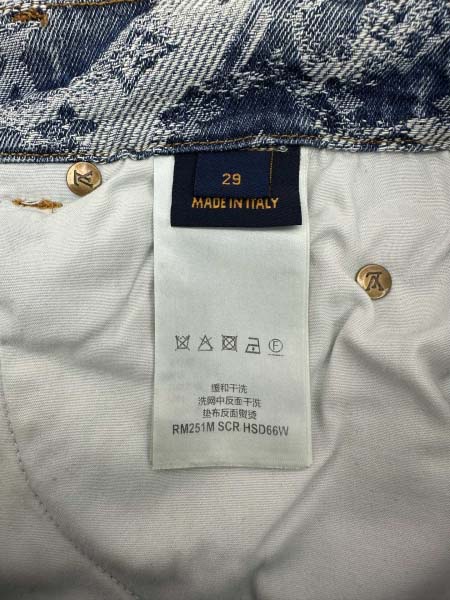 29
MADE IN ITALY
缓和干洗
洗网中反面干洗
垫布反面熨烫
RM251M SCR HSD66W